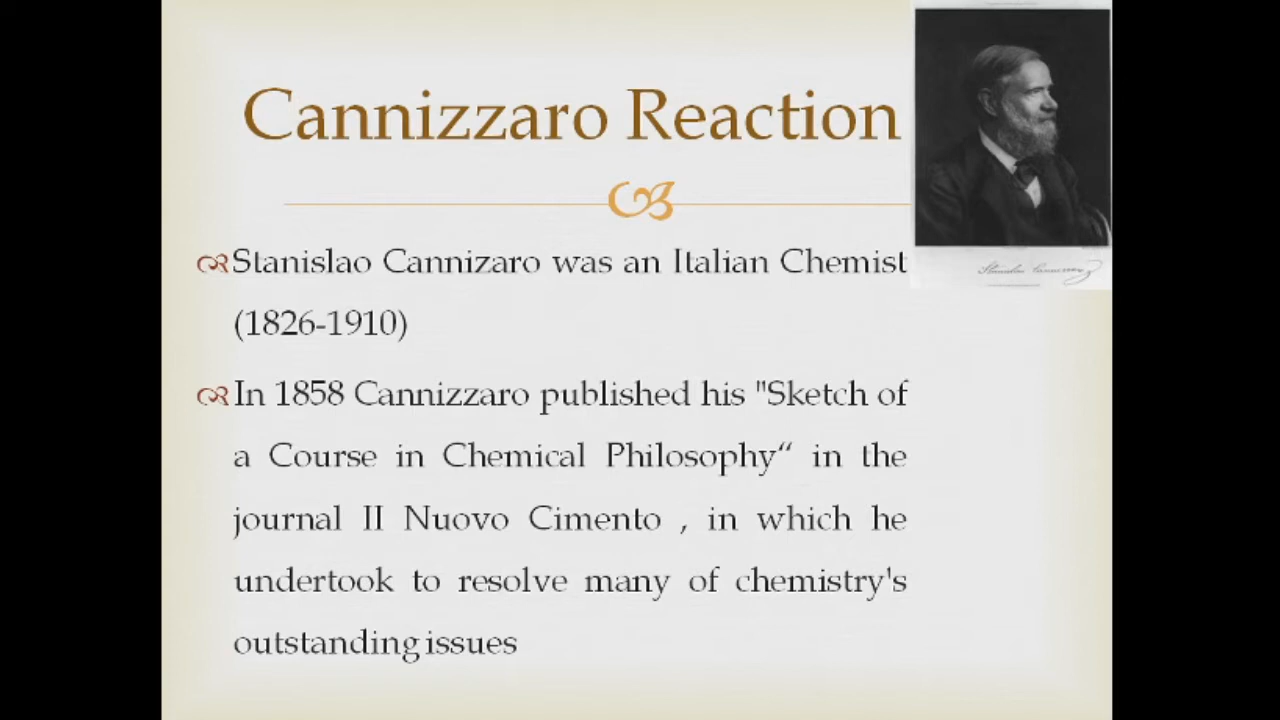 Cannizzaro Reaction
Stanislao Cannizaro was an Italian Chemist
(1826-1910)
In 1858 Cannizzaro published his "Sketch of
a Course in Chemical Philosophy“ in the
journal II Nuovo Cimento , in which he
undertook to resolve many of chemistry's
outstanding issues